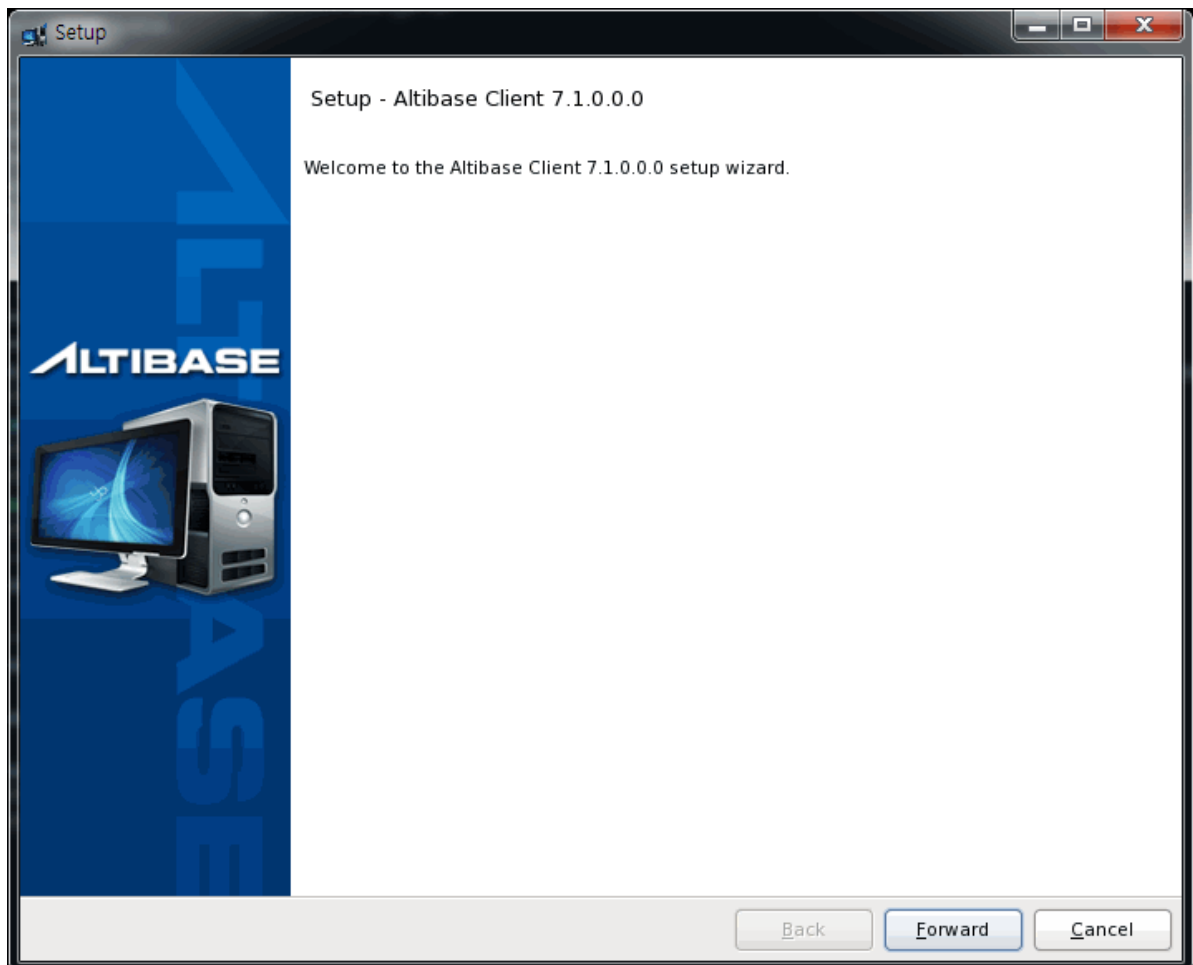 Setup
Setup - Altibase Client 7.1.0.0.0
Welcome to the Altibase Client 7.1.0.0.0 setup wizard.
ALTIBASE
ALTIBASE
Back
Forward
Cancel